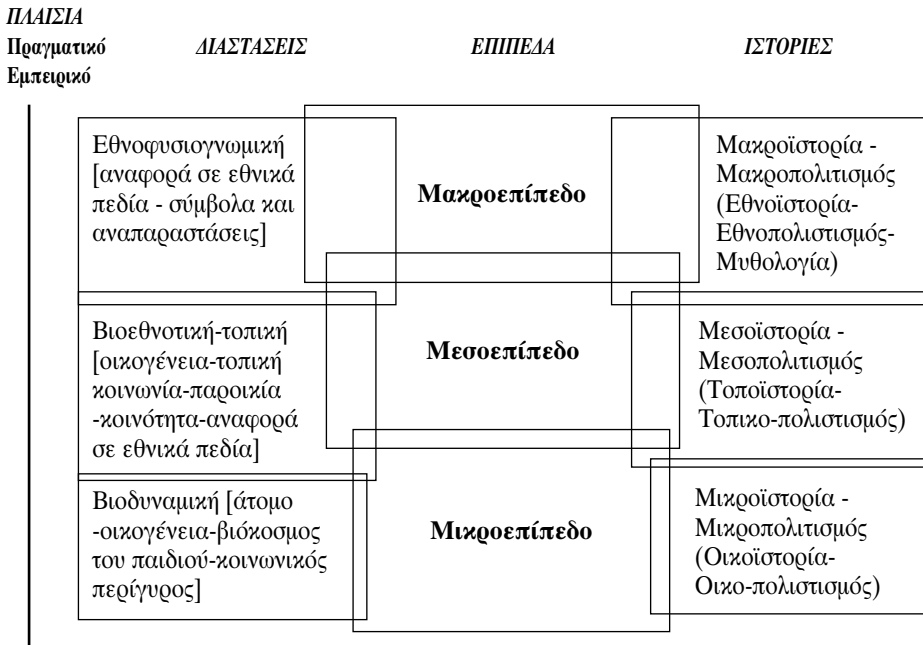 ΠΛΑΙΣΙΑ
Πραγματικό
Εμπειρικό
ΔΙΑΣΤΑΣΕΙΣ
ΕΠΙΠΕΔΑ
ΙΣΤΟΡΙΕΣ
Εθνοφυσιογνωμική
[αναφορά σε εθνικά
πεδία - σύμβολα και
αναπαραστάσεις]
Μακροεπίπεδο
Μακροϊστορία -
Μακροπολιτισμός
(Εθνοϊστορία-
Εθνοπολιστισμός-
Μυθολογία)
Βιοεθνοτική-τοπική
[οικογένεια-τοπική
κοινωνία-παροικία
-κοινότητα-αναφορά
σε εθνικά πεδία]
Μεσοεπίπεδο
Μεσοϊστορία -
Μεσοπολιτισμός
(Τοποϊστορία-
Τοπικο-πολιστισμός)
Βιοδυναμική [άτομο
-οικογένεια-βιόκοσμος
του παιδιού-κοινωνικός
περίγυρος]
Μικροεπίπεδο
Μικροϊστορία -
Μικροπολιτισμός
(Οικοϊστορία-
Οικο-πολιστισμός)